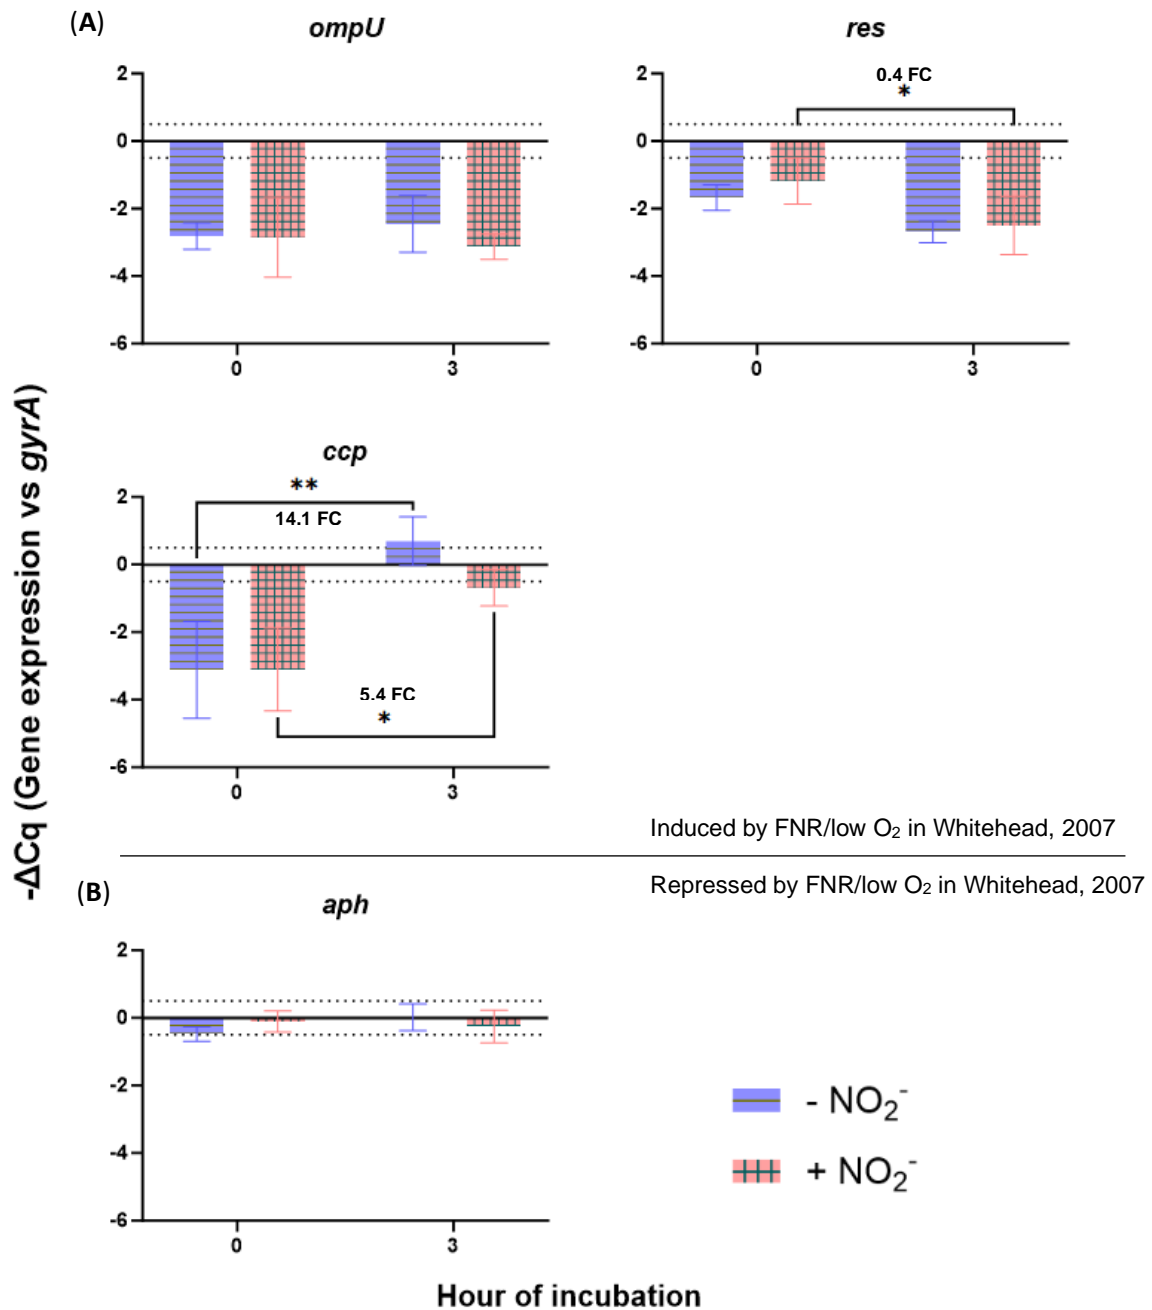 (A)
ompU
2
0
-2
-4
-6
0
3
res
0.4 FC
*
2
0
-2
-4
-6
0
3
-ΔCq (Gene expression vs gyrA)
ccp
**
14.1 FC
2
0
-2
-4
-6
5.4 FC
*
0
3
Induced by FNR/low O₂ in Whitehead, 2007
Repressed by FNR/low O₂ in Whitehead, 2007
(B)
aph
2
0
-2
-4
-6
0
3
- NO₂⁻
+ NO₂⁻
Hour of incubation